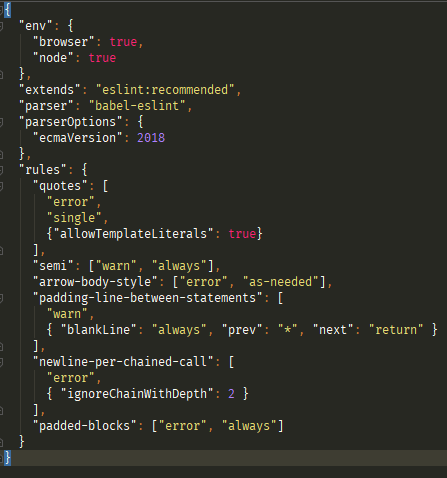 {
  "env": {
    "browser": true,
    "node": true
  },
  "extends": "eslint:recommended",
  "parser": "babel-eslint",
  "parserOptions": {
    "ecmaVersion": 2018
  },
  "rules": {
    "quotes": [
      "error",
      "single",
      {"allowTemplateLiterals": true}
    ],
    "semi": ["warn", "always"],
    "arrow-body-style": ["error", "as-needed"],
    "padding-line-between-statements": [
      "warn",
      { "blankLine": "always", "prev": "*", "next": "return" }
    ],
    "newline-per-chained-call": [
      "error",
      { "ignoreChainWithDepth": 2 }
    ],
    "padded-blocks": ["error", "always"]
  }
}